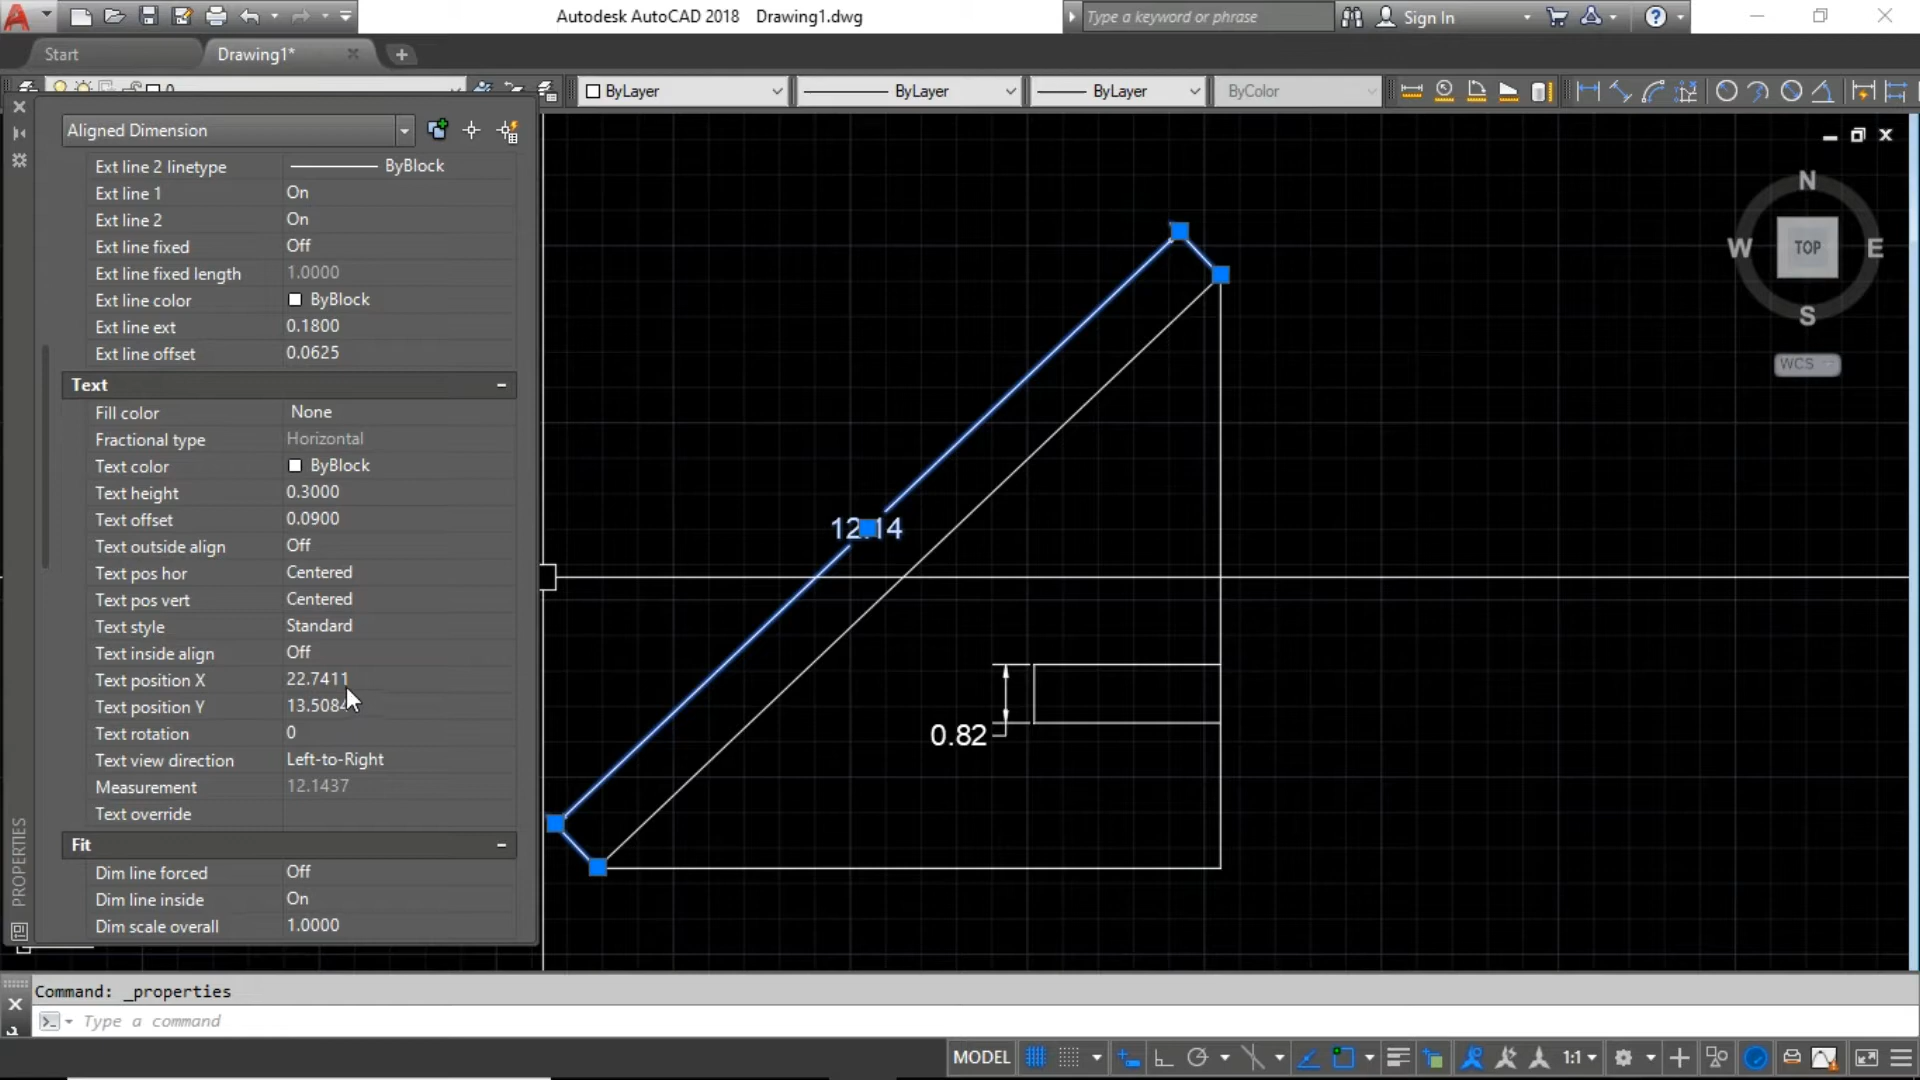 Autodesk AutoCAD 2018 Drawing1.dwg
Type a keyword or phrase
Sign In
Start
Drawing1*
0
ByLayer
ByLayer
ByLayer
ByColor
Aligned Dimension
Ext line 2 linetype ByBlock
Ext line 1 On
Ext line 2 On
Ext line fixed Off
Ext line fixed length 1.0000
Ext line color ByBlock
Ext line ext 0.1800
Ext line offset 0.0625
Text
Fill color None
Fractional type Horizontal
Text color ByBlock
Text height 0.3000
Text offset 0.0900
Text outside align Off
Text pos hor Centered
Text pos vert Centered
Text style Standard
Text inside align Off
Text position X 22.7411
Text position Y 13.5084
Text rotation 0
Text view direction Left-to-Right
Measurement 12.1437
Text override
Fit
Dim line forced Off
Dim line inside On
Dim scale overall 1.0000
PROPERTIES
12.14
0.82
N
W
TOP
E
S
WCS
Command: _properties
Type a command
MODEL
1:1